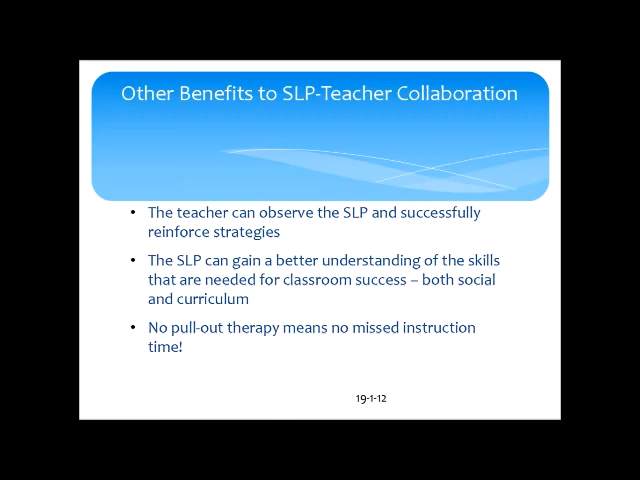 Other Benefits to SLP-Teacher Collaboration
• The teacher can observe the SLP and successfully
reinforce strategies
• The SLP can gain a better understanding of the skills
that are needed for classroom success – both social
and curriculum
• No pull-out therapy means no missed instruction
time!
19-1-12